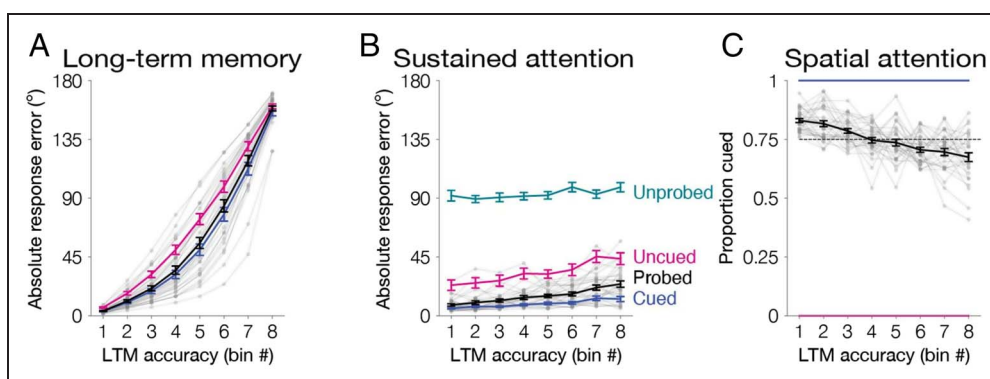 A
Long-term memory
Absolute response error (°)
180
135
90
45
0
1 2 3 4 5 6 7 8
LTM accuracy (bin #)
B
Sustained attention
Absolute response error (°)
180
135
90
45
0
Unprobed
Uncued
Probed
Cued
1 2 3 4 5 6 7 8
LTM accuracy (bin #)
C
Spatial attention
Proportion cued
1
0.75
0.5
0.25
0
1 2 3 4 5 6 7 8
LTM accuracy (bin #)